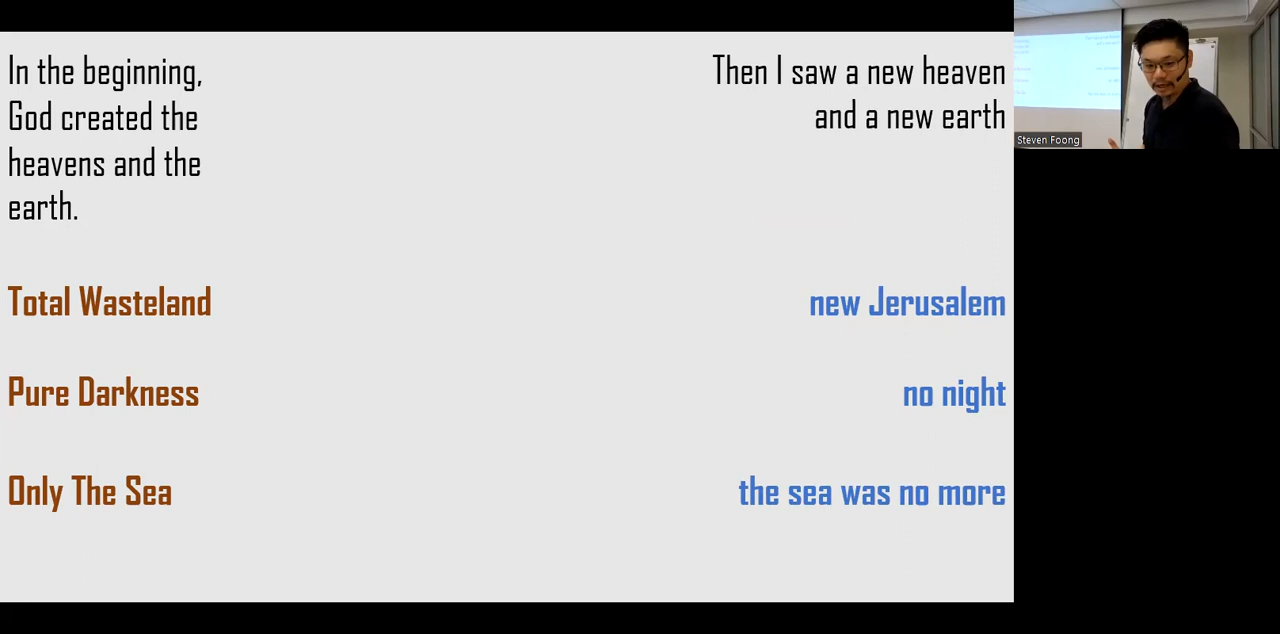 In the beginning,
God created the
heavens and the
earth.
Then I saw a new heaven
and a new earth
Total Wasteland
new Jerusalem
Pure Darkness
no night
Only The Sea
the sea was no more
Steven Foong